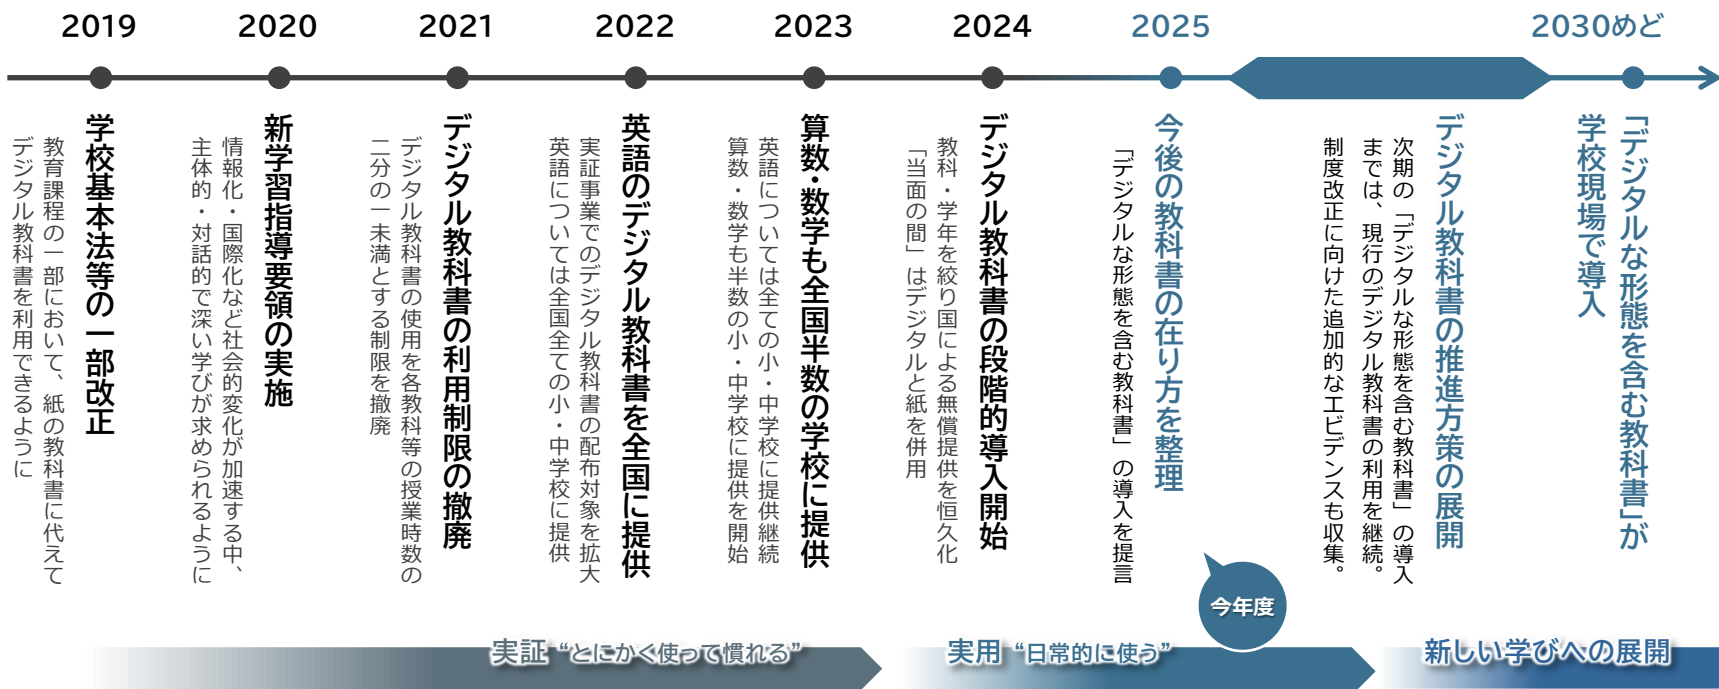 2019
2020
2021
2022
2023
2024
2025
2030めど
学校基本法等の一部改正
教育課程の一部において、紙の教科書に代えて
デジタル教科書を利用できるように
新学習指導要領の実施
情報化・国際化など社会的変化が加速する中、
主体的・対話的で深い学びが求められるように
デジタル教科書の利用制限の撤廃
デジタル教科書の使用を各教科等の授業時数の
二分の一未満とする制限を撤廃
英語のデジタル教科書を全国に提供
実証事業でのデジタル教科書の配布対象を拡大
英語については全国全ての小・中学校に提供
算数・数学も全国半数の学校に提供
英語については全ての小・中学校に提供継続
算数・数学も半数の小・中学校に提供を開始
デジタル教科書の段階的導入開始
教科・学年を絞り国による無償提供を恒久化
「当面の間」はデジタルと紙を併用
今後の教科書の在り方を整理
「デジタルな形態を含む教科書」の導入を提言
デジタル教科書の推進方策の展開
次期の「デジタルな形態を含む教科書」の導入
までは、現行のデジタル教科書の利用を継続。
制度改正に向けた追加的なエビデンスも収集。
「デジタルな形態を含む教科書」が
学校現場で導入
今年度
実証 “とにかく使って慣れる”
実用 “日常的に使う”
新しい学びへの展開